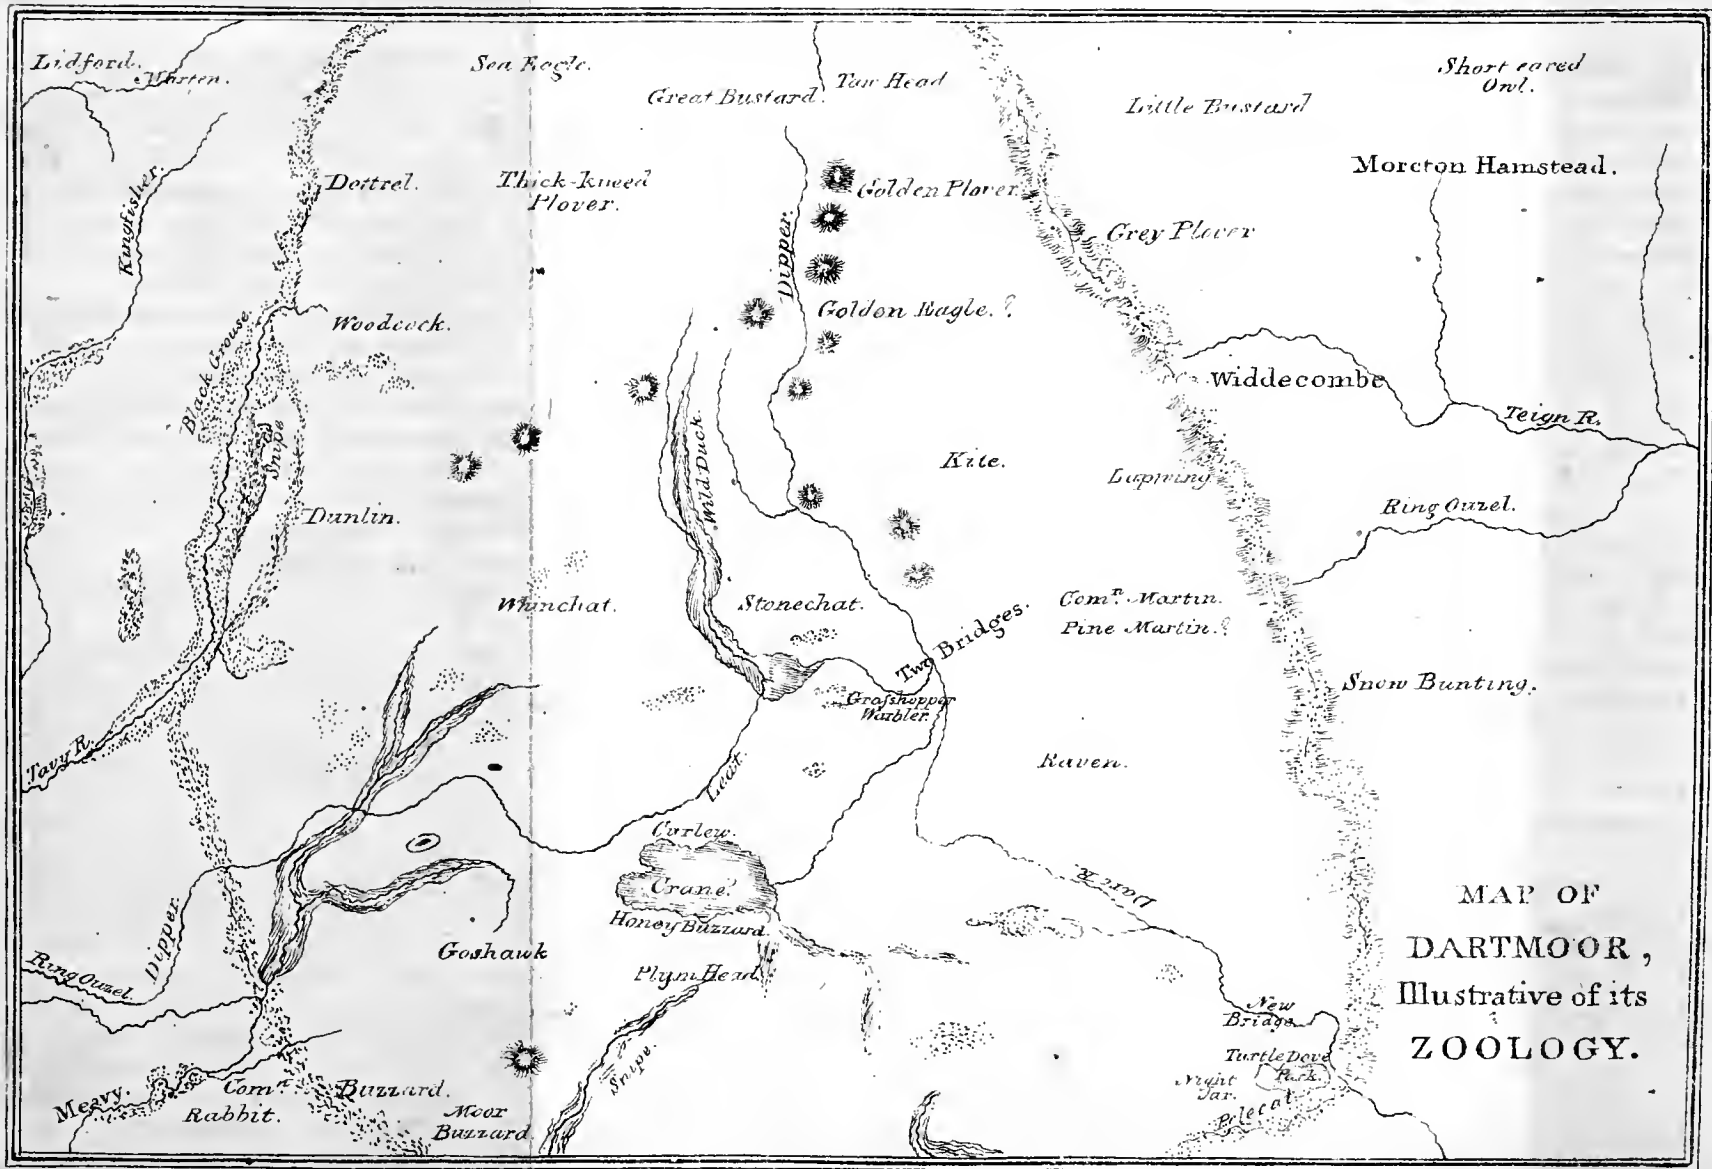 Lidford.
Marten.
Sea Eagle.
Great Bustard.
Taw Head
Little Bustard
Short eared
Owl.
Moreton Hamstead.
Kingfisher.
Dottrel.
Thick-kneed
Plover.
Dipper.
Golden Plover
Grey Plover
Golden Eagle.?
Woodcock.
Black Grouse.
Snipe
Widdecombe
Teign R.
Wild Duck.
Kite.
Lapwing
Ring Ouzel.
Dunlin.
Whinchat.
Stonechat.
Two Bridges.
Comn. Martin.
Pine Martin.?
Grasshopper
Warbler.
Snow Bunting.
Tavy R.
Leat.
Raven.
Curlew.
Crane?
Honey Buzzard
Dart R.
Dipper.
Ring Ouzel.
Goshawk
Plym Head
Snipe.
New
Bridge
Turtle Dove
Park
Night
Jar.
Polecat
Meavy.
Comn.
Buzzard.
Rabbit.
Moor
Buzzard
MAP OF
DARTMOOR,
Illustrative of its
ZOOLOGY.